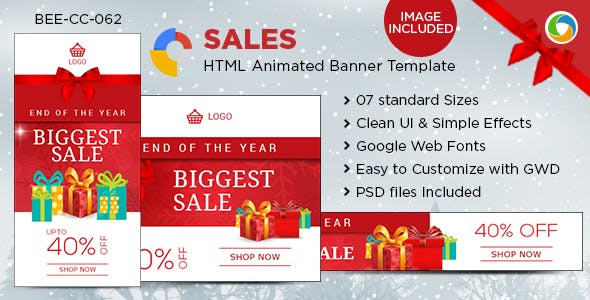 BEE-CC-062
IMAGE
INCLUDED
SALES
HTML Animated Banner Template
07 standard Sizes
Clean UI & Simple Effects
Google Web Fonts
Easy to Customize with GWD
PSD files Included
LOGO
END OF THE YEAR
BIGGEST
SALE
UPTO
40% OFF
SHOP NOW
LOGO
END OF THE YEAR
BIGGEST
SALE
0% OFF
SHOP NOW
THE YEAR
SALE
40% OFF
SHOP NOW